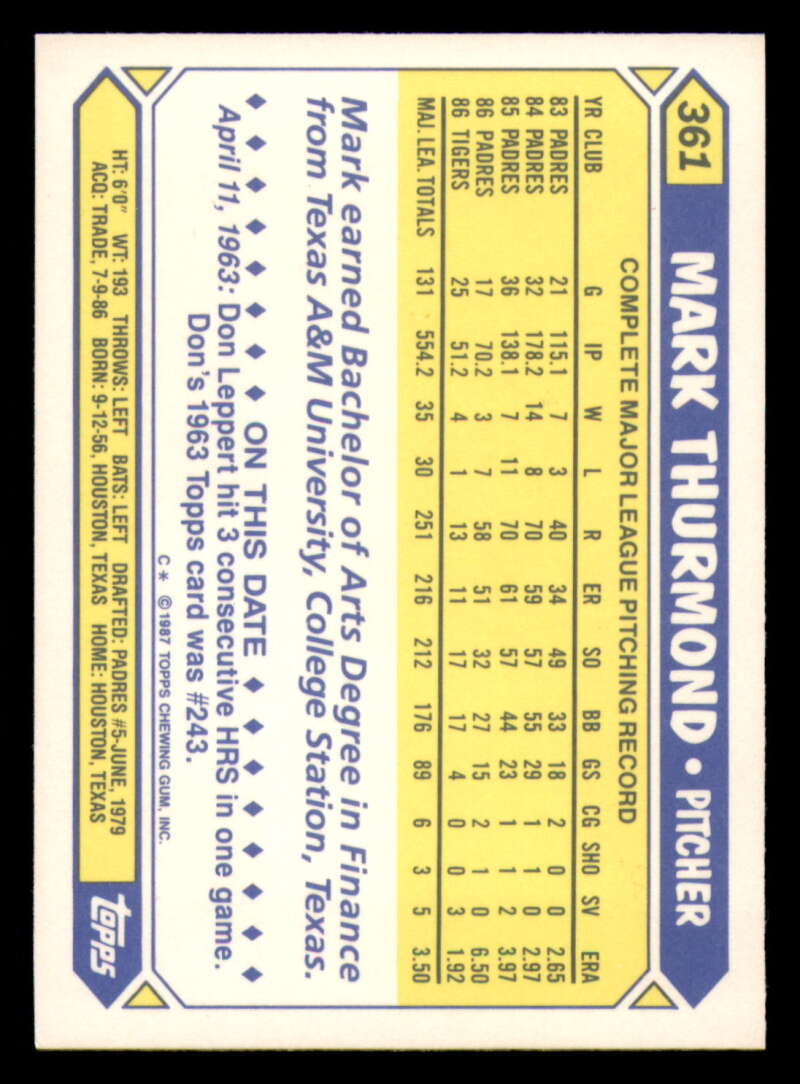 361 MARK THURMOND • PITCHER
COMPLETE MAJOR LEAGUE PITCHING RECORD
YR CLUB G IP W L R ER SO BB GS CG SHO SV ERA
83 PADRES 21 115.1 7 3 40 34 49 33 18 2 0 0 2.65
84 PADRES 32 178.2 14 8 70 59 57 55 29 1 1 0 2.97
85 PADRES 36 138.1 7 11 70 61 57 44 23 1 1 2 3.97
86 PADRES 17 70.2 3 7 58 51 32 27 15 2 1 0 6.50
86 TIGERS 25 51.2 4 1 13 11 17 17 4 0 0 3 1.92
MAJ. LEA. TOTALS 131 554.2 35 30 251 216 212 176 89 6 3 5 3.50
Mark earned Bachelor of Arts Degree in Finance
from Texas A&M University, College Station, Texas.
♦ ♦ ♦ ♦ ♦ ♦ ♦ ♦ ON THIS DATE ♦ ♦ ♦ ♦ ♦ ♦ ♦ ♦
April 11, 1963: Don Leppert hit 3 consecutive HRS in one game.
Don's 1963 Topps card was #243.
C * © 1987 TOPPS CHEWING GUM, INC.
HT: 6'0" WT: 193 THROWS: LEFT BATS: LEFT DRAFTED: PADRES #5-JUNE, 1979
ACQ: TRADE, 7-9-86 BORN: 9-12-56, HOUSTON, TEXAS HOME: HOUSTON, TEXAS
topps